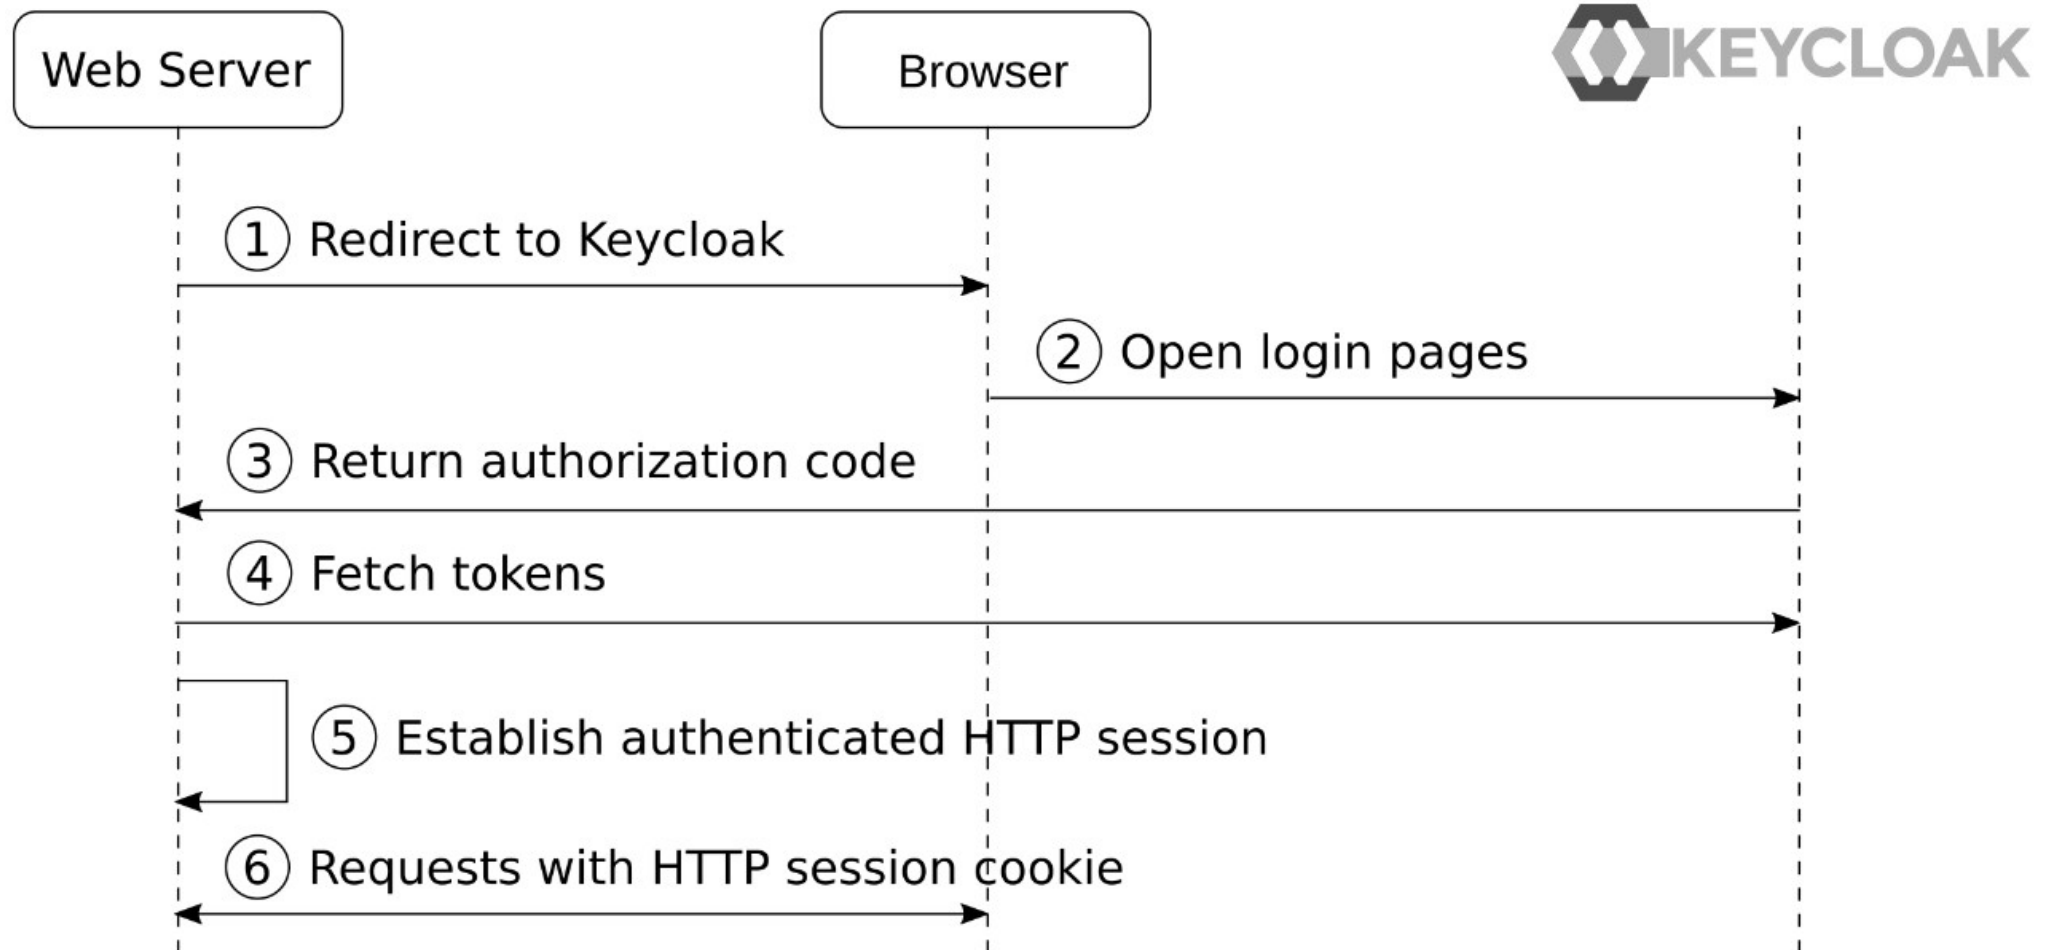 Web Server
Browser
KEYCLOAK
1 Redirect to Keycloak
2 Open login pages
3 Return authorization code
4 Fetch tokens
5 Establish authenticated HTTP session
6 Requests with HTTP session cookie